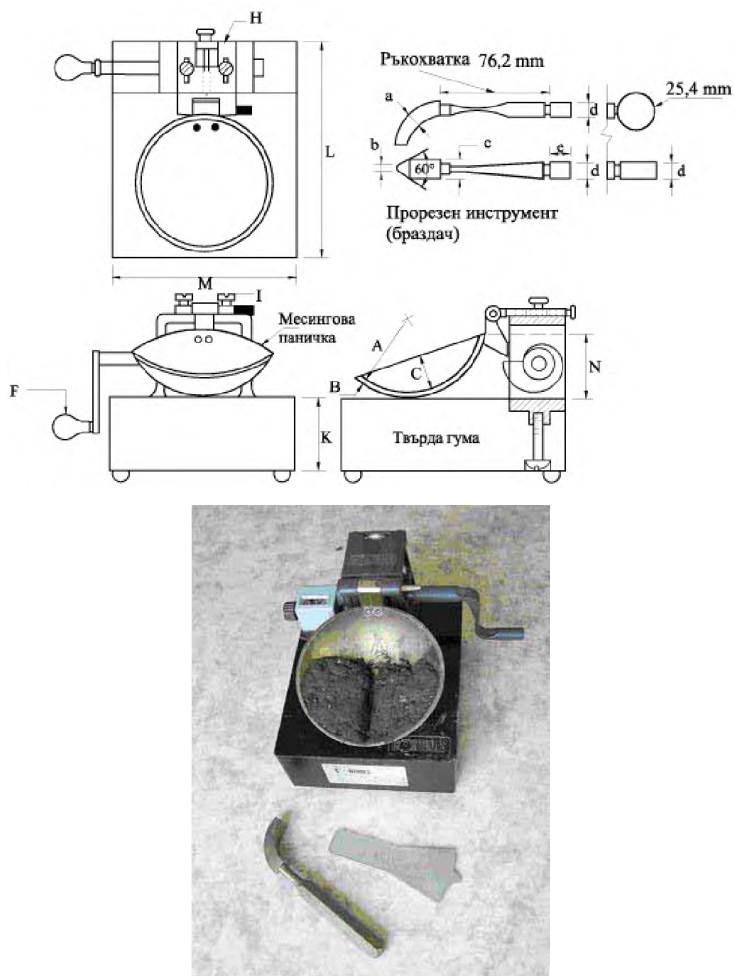 H
Ръкохватка 76,2 mm
25,4 mm
a
d
L
b
60°
c
c
d
d
Прорезен инструмент
(браздач)
M
I
Месингова
паничка
A
C
B
N
F
K
Твърда гума